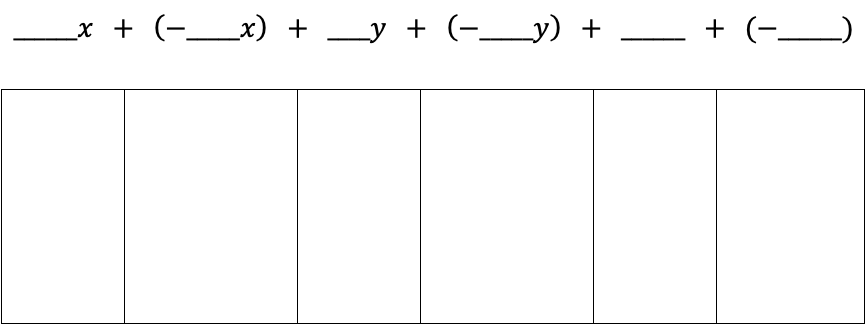 _____x + (−____x) + ___y + (−____y) + _____ + (−_____)